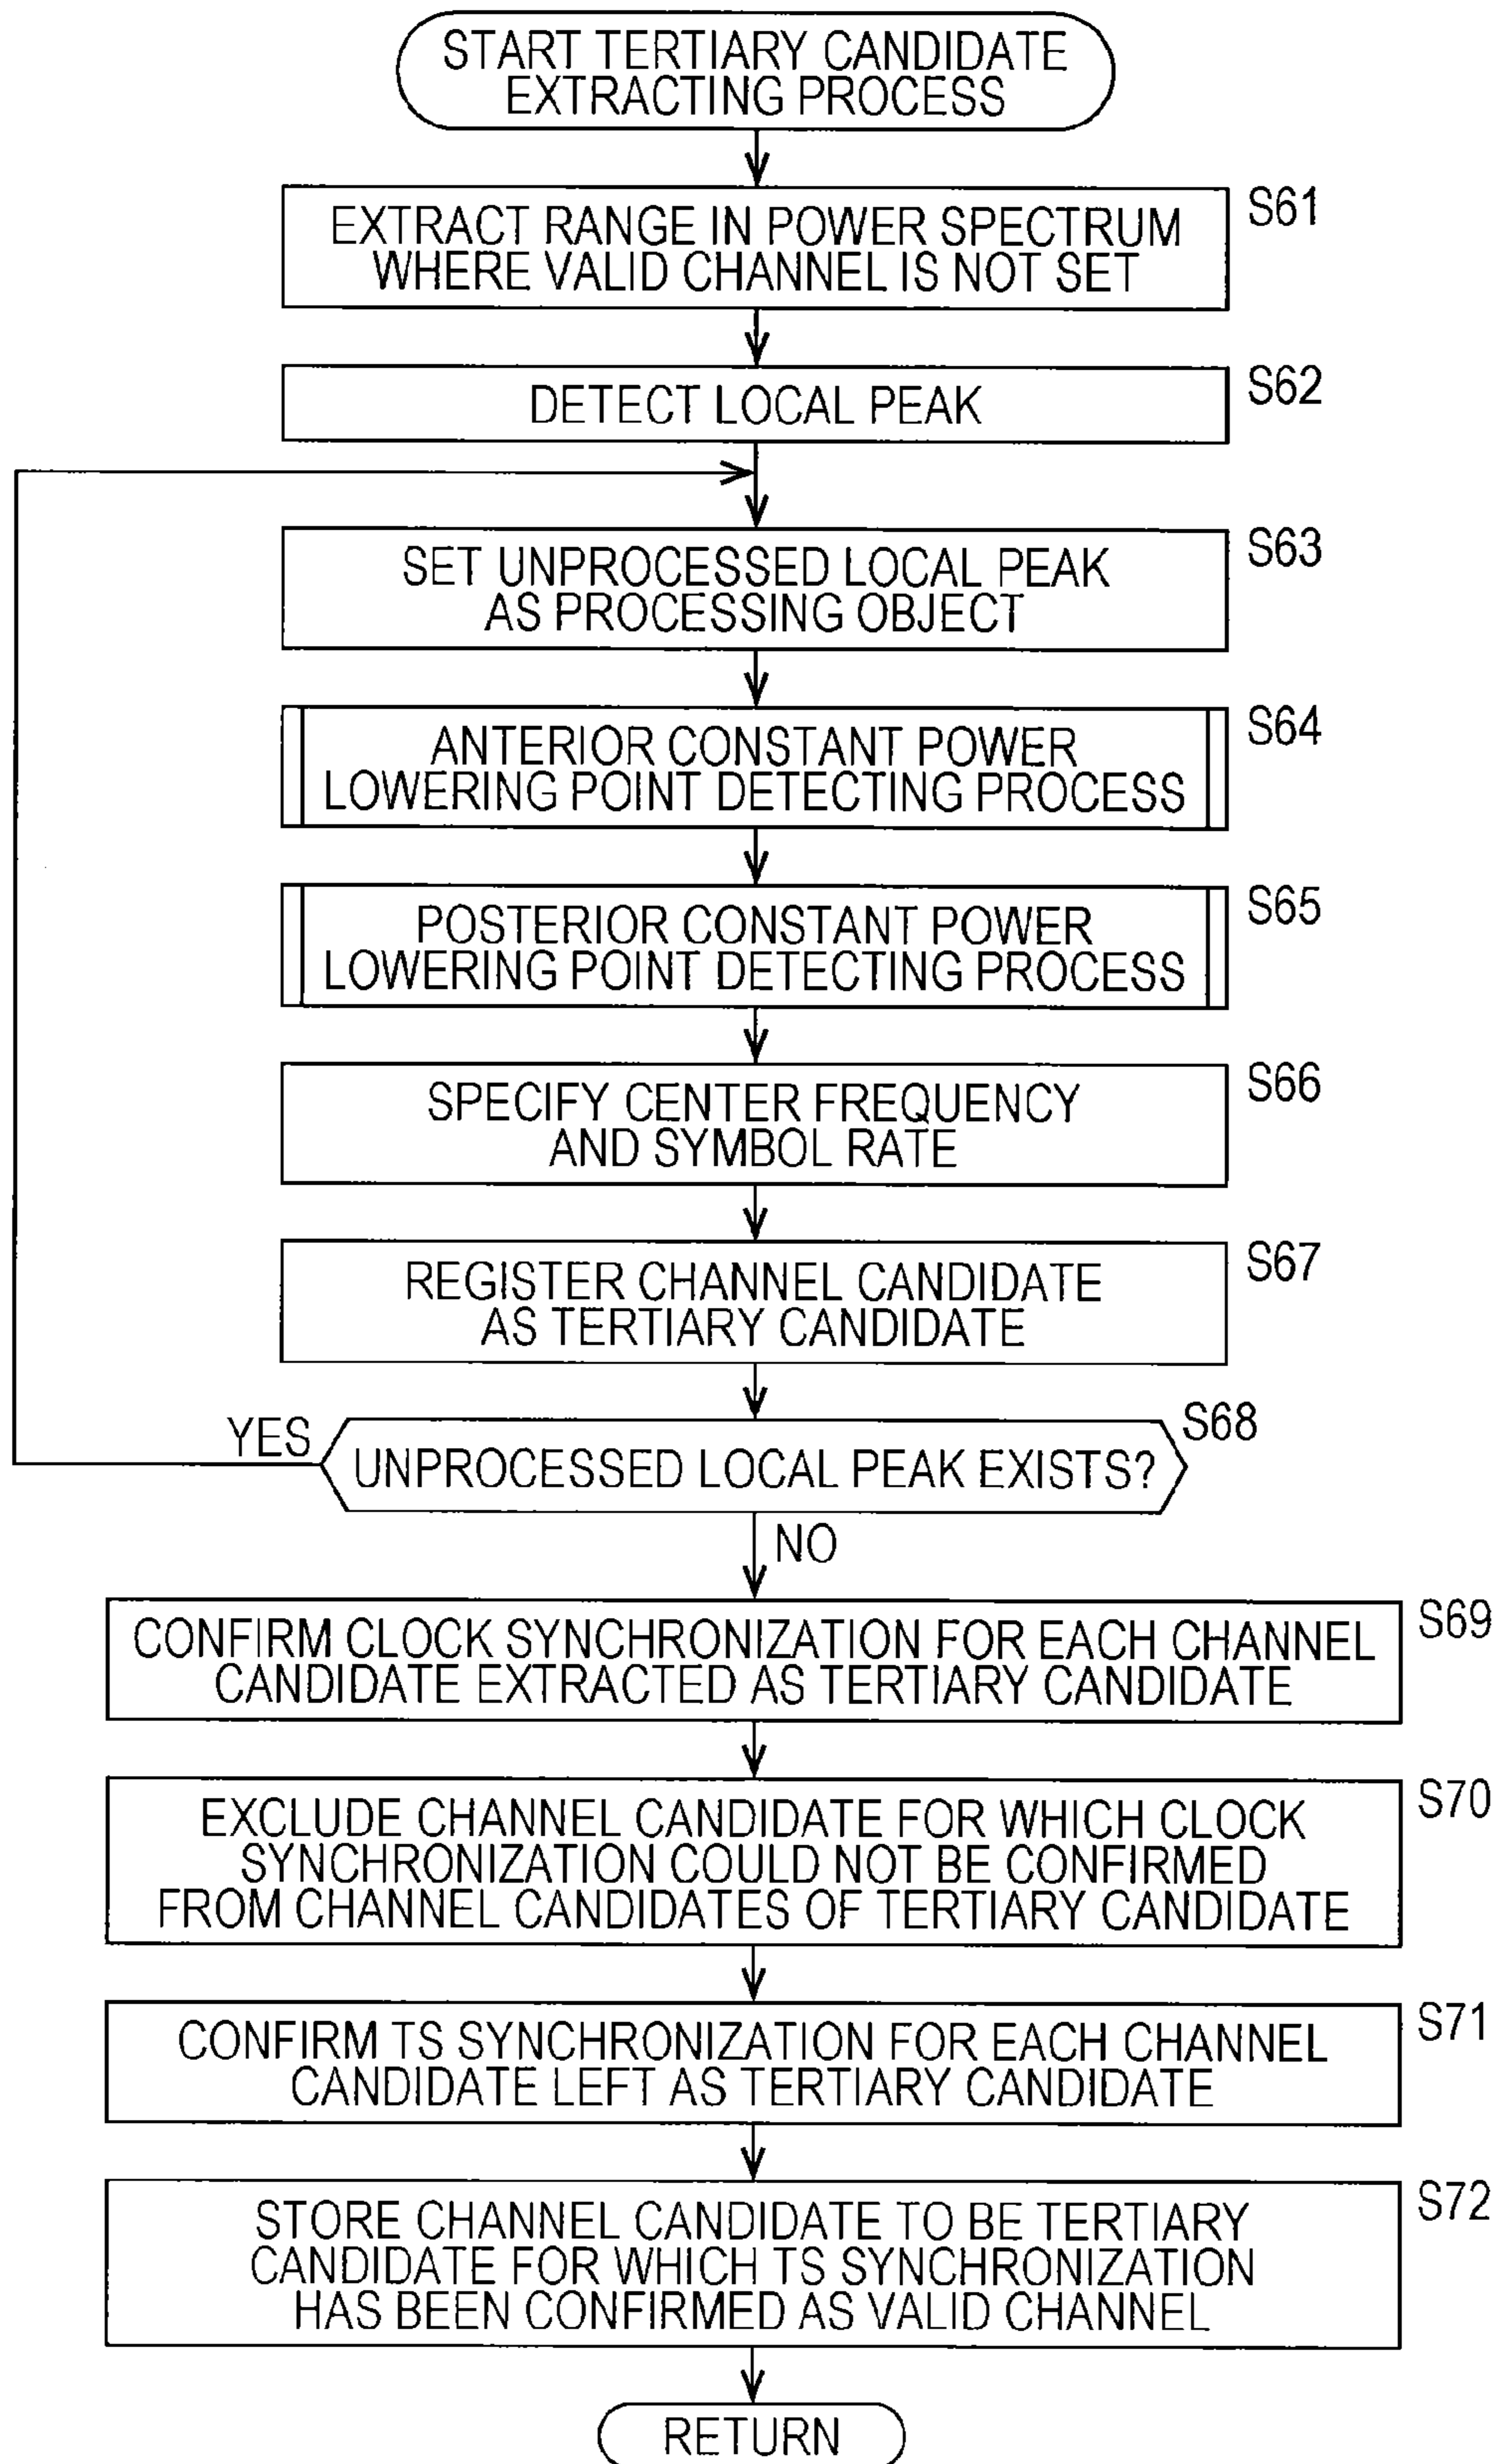 START TERTIARY CANDIDATE
EXTRACTING PROCESS
S61
EXTRACT RANGE IN POWER SPECTRUM
WHERE VALID CHANNEL IS NOT SET
S62
DETECT LOCAL PEAK
S63
SET UNPROCESSED LOCAL PEAK
AS PROCESSING OBJECT
S64
ANTERIOR CONSTANT POWER
LOWERING POINT DETECTING PROCESS
S65
POSTERIOR CONSTANT POWER
LOWERING POINT DETECTING PROCESS
S66
SPECIFY CENTER FREQUENCY
AND SYMBOL RATE
S67
REGISTER CHANNEL CANDIDATE
AS TERTIARY CANDIDATE
S68
YES
UNPROCESSED LOCAL PEAK EXISTS?
NO
S69
CONFIRM CLOCK SYNCHRONIZATION FOR EACH CHANNEL
CANDIDATE EXTRACTED AS TERTIARY CANDIDATE
S70
EXCLUDE CHANNEL CANDIDATE FOR WHICH CLOCK
SYNCHRONIZATION COULD NOT BE CONFIRMED
FROM CHANNEL CANDIDATES OF TERTIARY CANDIDATE
S71
CONFIRM TS SYNCHRONIZATION FOR EACH CHANNEL
CANDIDATE LEFT AS TERTIARY CANDIDATE
S72
STORE CHANNEL CANDIDATE TO BE TERTIARY
CANDIDATE FOR WHICH TS SYNCHRONIZATION
HAS BEEN CONFIRMED AS VALID CHANNEL
RETURN